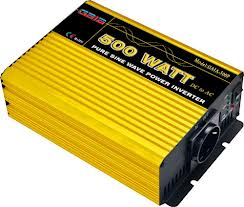 500 WATT
DC to AC
PURE SINE WAVE POWER INVERTER